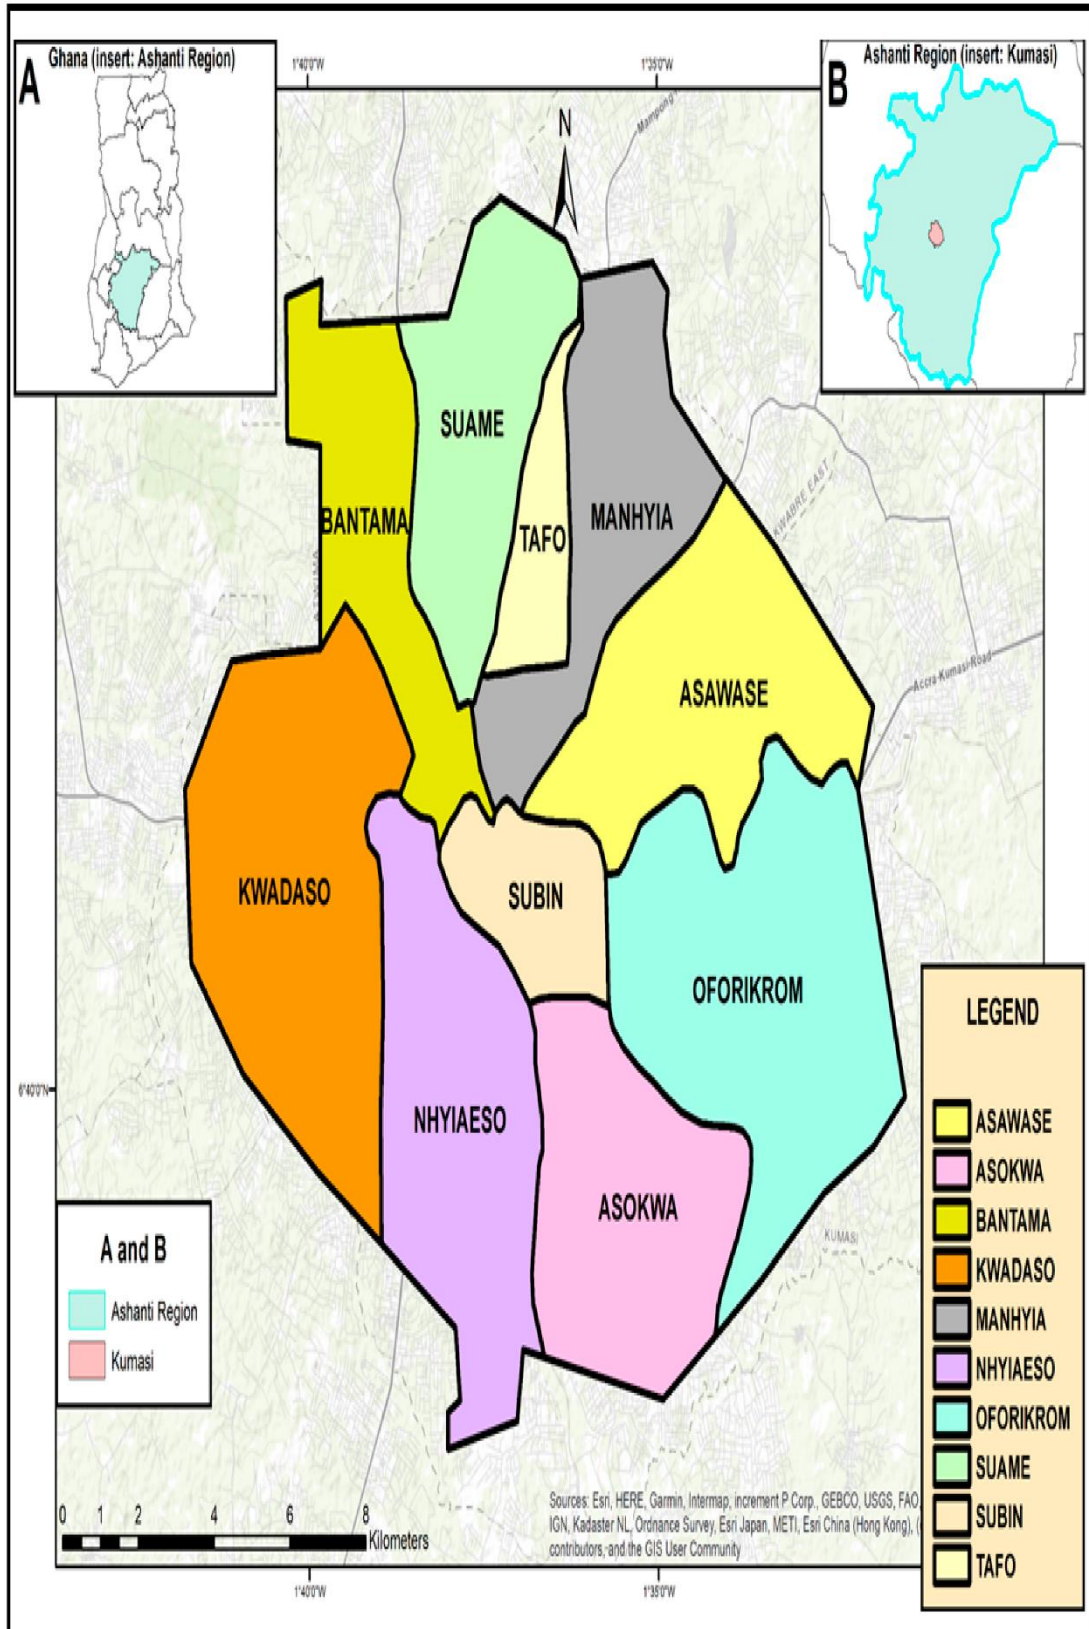 A
Ghana (insert: Ashanti Region)
1°40'0"W
1°35'0"W
Ashanti Region (insert: Kumasi)
B
N
Mampong
SUAME
BANTAMA
TAFO
MANHYIA
KWABRE EAST
ASAWASE
Accra-Kumasi-Road
KWADASO
SUBIN
OFORIKROM
6°40'0"N
NHYIAESO
ASOKWA
KUMASI
LEGEND
ASAWASE
ASOKWA
BANTAMA
KWADASO
MANHYIA
NHYIAESO
OFORIKROM
SUAME
SUBIN
TAFO
A and B
Ashanti Region
Kumasi
0 1 2 4 6 8
Kilometers
Sources: Esri, HERE, Garmin, Intermap, increment P Corp., GEBCO, USGS, FAO,
IGN, Kadaster NL, Ordnance Survey, Esri Japan, METI, Esri China (Hong Kong), (
contributors, and the GIS User Community
1°40'0"W
1°35'0"W